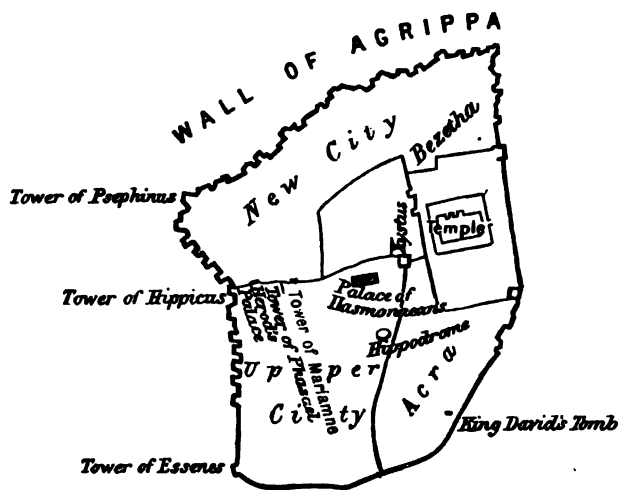 WALL OF AGRIPPA
New City
Bezetha
Tower of Psephinus
Xystus
Temple
Tower of Hippicus
Herod's
Palace
Tower of Phasael
Tower of Mariamne
Palace of
Hasmonaeans
Hippodrome
Upper
City
Acra
King David's Tomb
Tower of Essenes